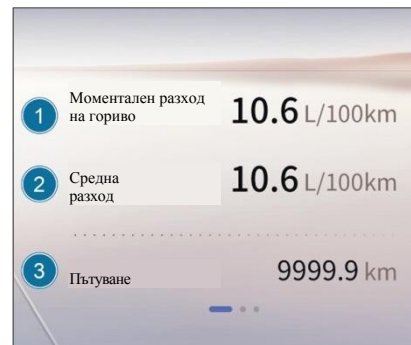 1
Моментален разход
на гориво
10.6 L/100km
2
Средна
разход
10.6 L/100km
3
Пътуване
9999.9 km